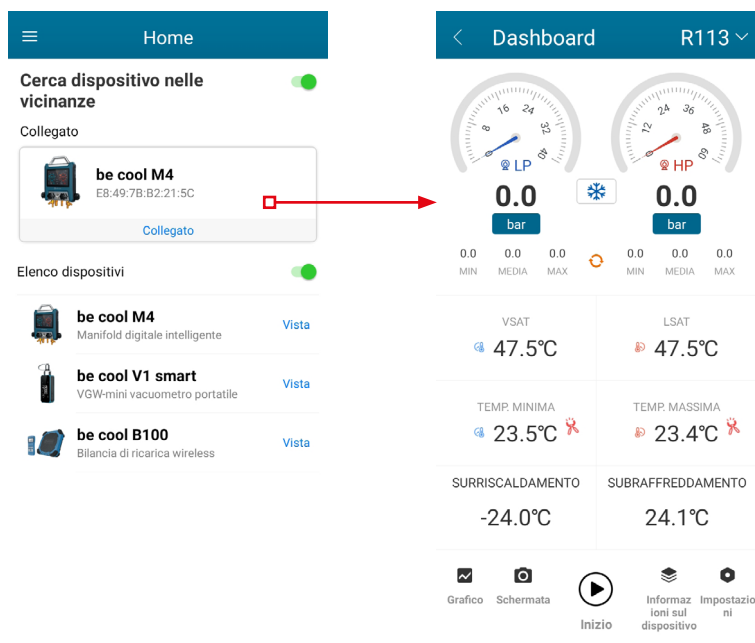 Home
Cerca dispositivo nelle
vicinanze
Collegato
be cool M4
E8:49:7B:B2:21:5C
Collegato
Elenco dispositivi
be cool M4
Manifold digitale intelligente
Vista
be cool V1 smart
VGW-mini vacuometro portatile
Vista
be cool B100
Bilancia di ricarica wireless
Vista
Dashboard R113
0 8 16 24 32 40
LP
0.0
bar
0 12 24 36 48 60
HP
0.0
bar
0.0 0.0 0.0 0.0 0.0 0.0
MIN MEDIA MAX MIN MEDIA MAX
VSAT LSAT
47.5°C 47.5°C
TEMP. MINIMA TEMP. MASSIMA
23.5°C 23.4°C
SURRISCALDAMENTO SUBRAFFREDDAMENTO
-24.0°C 24.1°C
Grafico
Schermata
Inizio
Informaz
ioni sul
dispositivo
Impostazio
ni